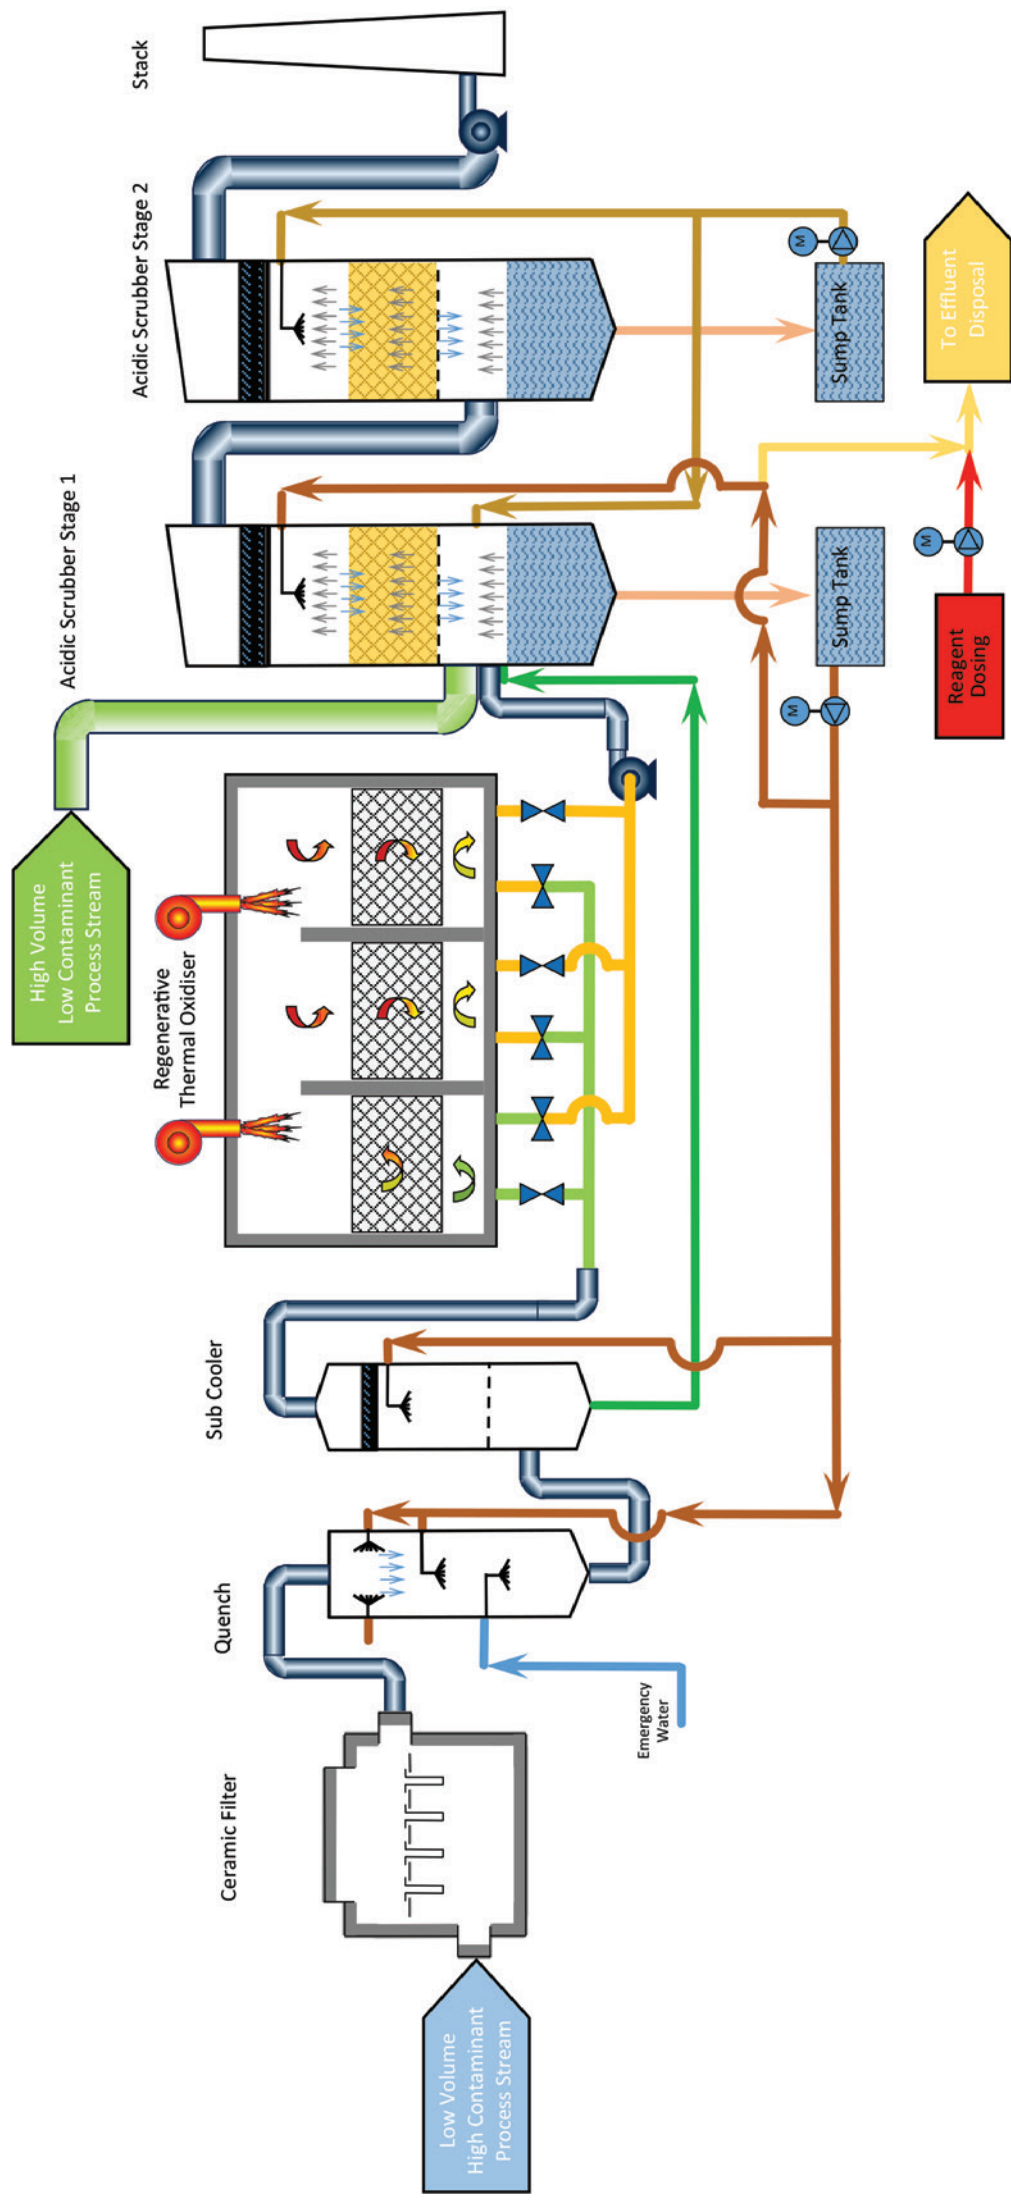 Low Volume
High Contaminant
Process Stream
Ceramic Filter
Quench
Emergency
Water
Sub Cooler
Regenerative
Thermal Oxidiser
High Volume
Low Contaminant
Process Stream
Acidic Scrubber Stage 1
Acidic Scrubber Stage 2
Stack
M
Sump Tank
M
Sump Tank
Reagent
Dosing
M
To Effluent
Disposal